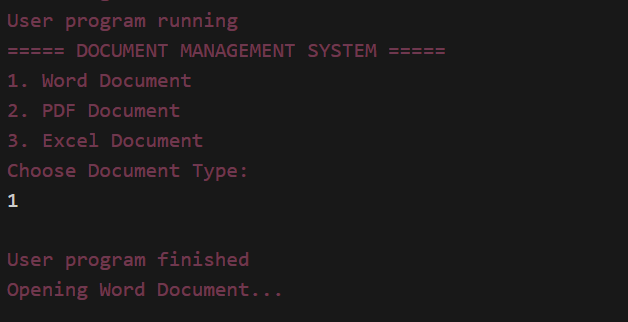 User program running
===== DOCUMENT MANAGEMENT SYSTEM =====
1. Word Document
2. PDF Document
3. Excel Document
Choose Document Type:
1
User program finished
Opening Word Document...